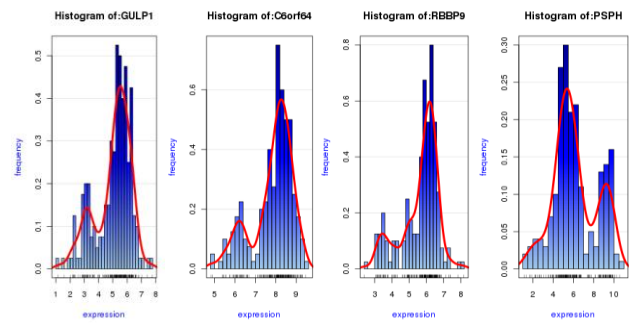 Histogram of:GULP1
Histogram of:C6orf64
Histogram of:RBBP9
Histogram of:PSPH
frequency
0.0
0.1
0.2
0.3
0.4
0.5
1 2 3 4 5 6 7 8
expression
frequency
0.0
0.2
0.4
0.6
5 6 7 8 9
expression
frequency
0.0
0.2
0.4
0.6
0.8
3 4 5 6 7 8
expression
frequency
0.00
0.05
0.10
0.15
0.20
0.25
0.30
2 4 6 8 10
expression